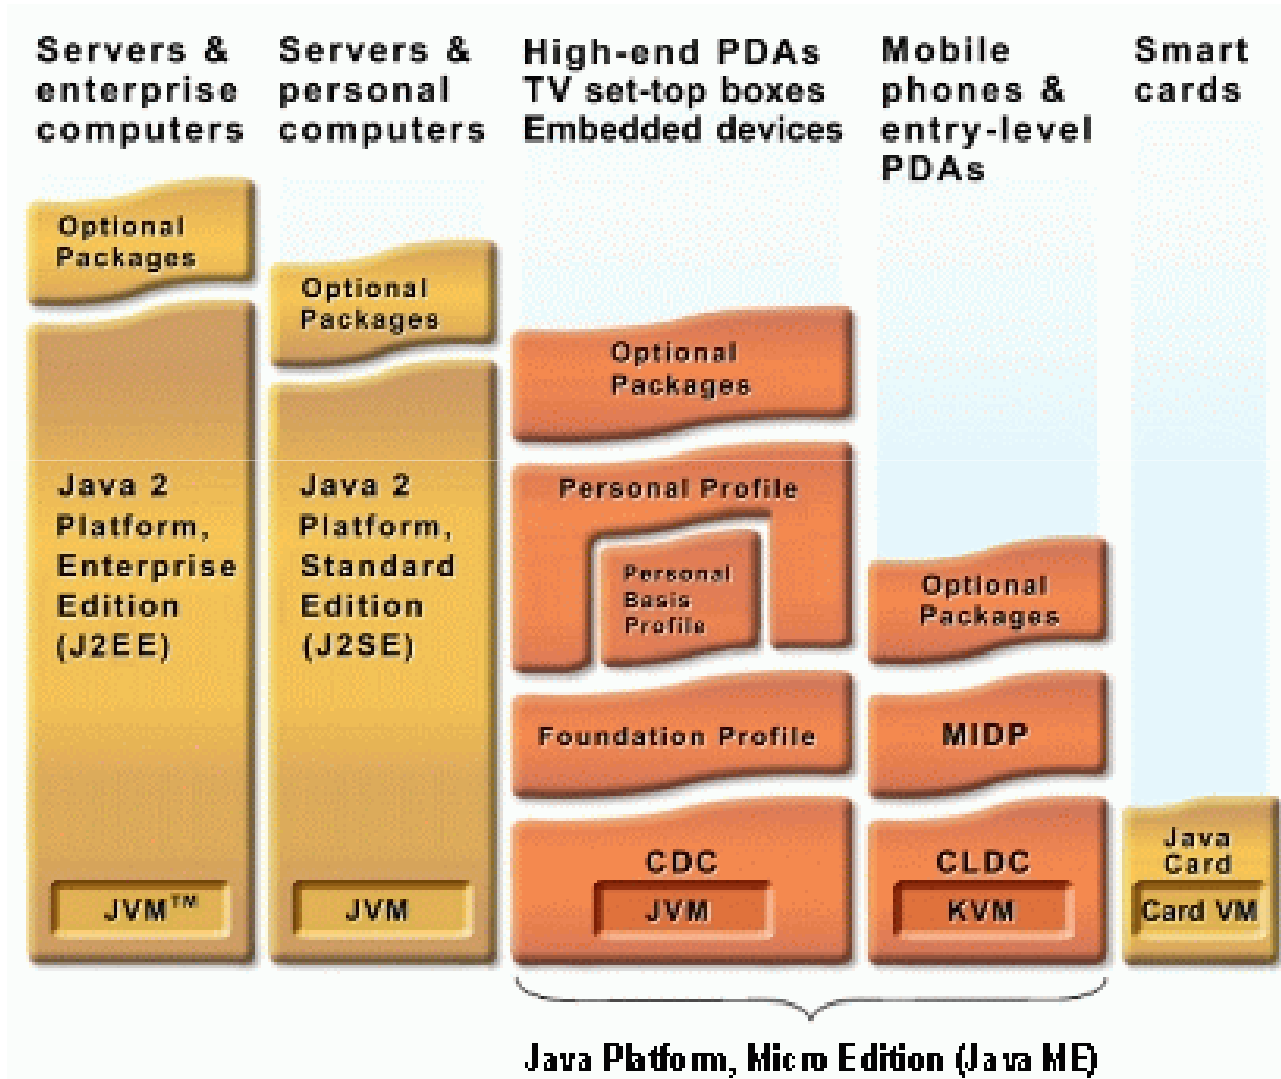 Servers &
enterprise
computers
Servers &
personal
computers
High-end PDAs
TV set-top boxes
Embedded devices
Mobile
phones &
entry-level
PDAs
Smart
cards
Optional
Packages
Java 2
Platform,
Enterprise
Edition
(J2EE)
JVM™
Optional
Packages
Java 2
Platform,
Standard
Edition
(J2SE)
JVM
Optional
Packages
Personal Profile
Personal
Basis
Profile
Foundation Profile
CDC
JVM
Optional
Packages
MIDP
CLDC
KVM
Java
Card
Card VM
Java Platform, Micro Edition (Java ME)